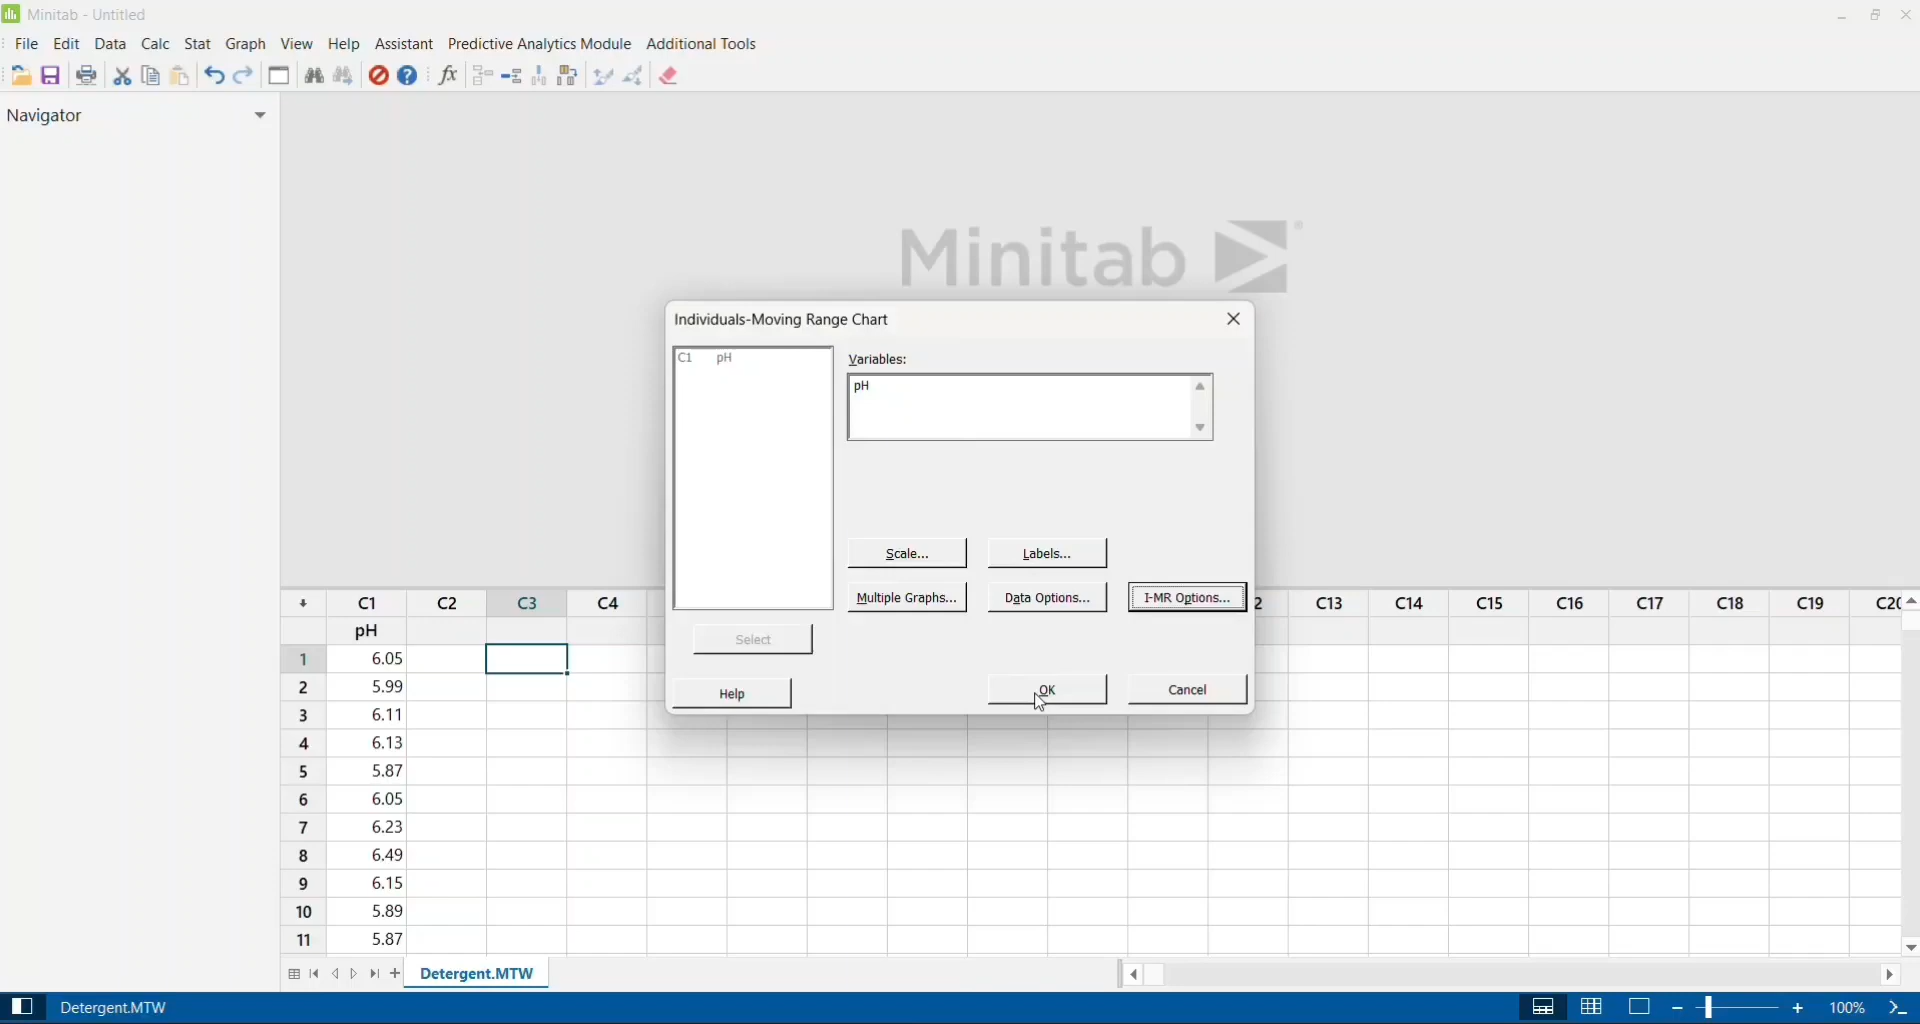 Minitab - Untitled
File Edit Data Calc Stat Graph View Help Assistant Predictive Analytics Module Additional Tools
Navigator
Minitab
Individuals-Moving Range Chart
C1 pH
Variables:
pH
Scale...
Labels...
Multiple Graphs...
Data Options...
I-MR Options...
Select
Help
OK
Cancel
C1 C2 C3 C4 2 C13 C14 C15 C16 C17 C18 C19 C20
pH
1 6.05
2 5.99
3 6.11
4 6.13
5 5.87
6 6.05
7 6.23
8 6.49
9 6.15
10 5.89
11 5.87
Detergent.MTW
Detergent.MTW
100%